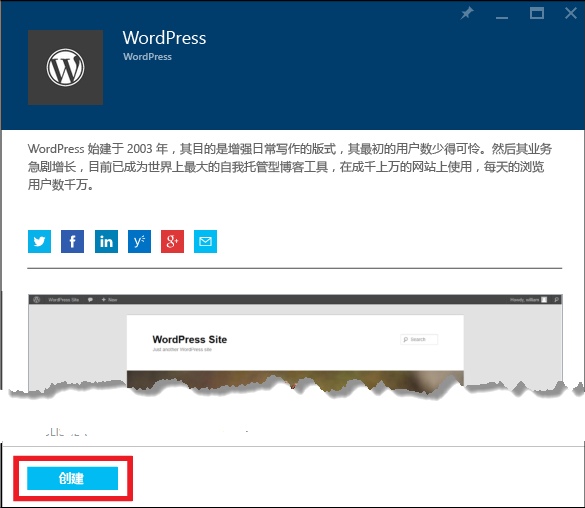 WordPress
WordPress
WordPress 始建于 2003 年，其目的是增强日常写作的版式，其最初的用户数少得可怜。然后其业务
急剧增长，目前已成为世界上最大的自我托管型博客工具，在成千上万的网站上使用，每天的浏览
用户数千万。
WordPress Site + New Howdy, william
WordPress Site
Search
Just another WordPress site
创建